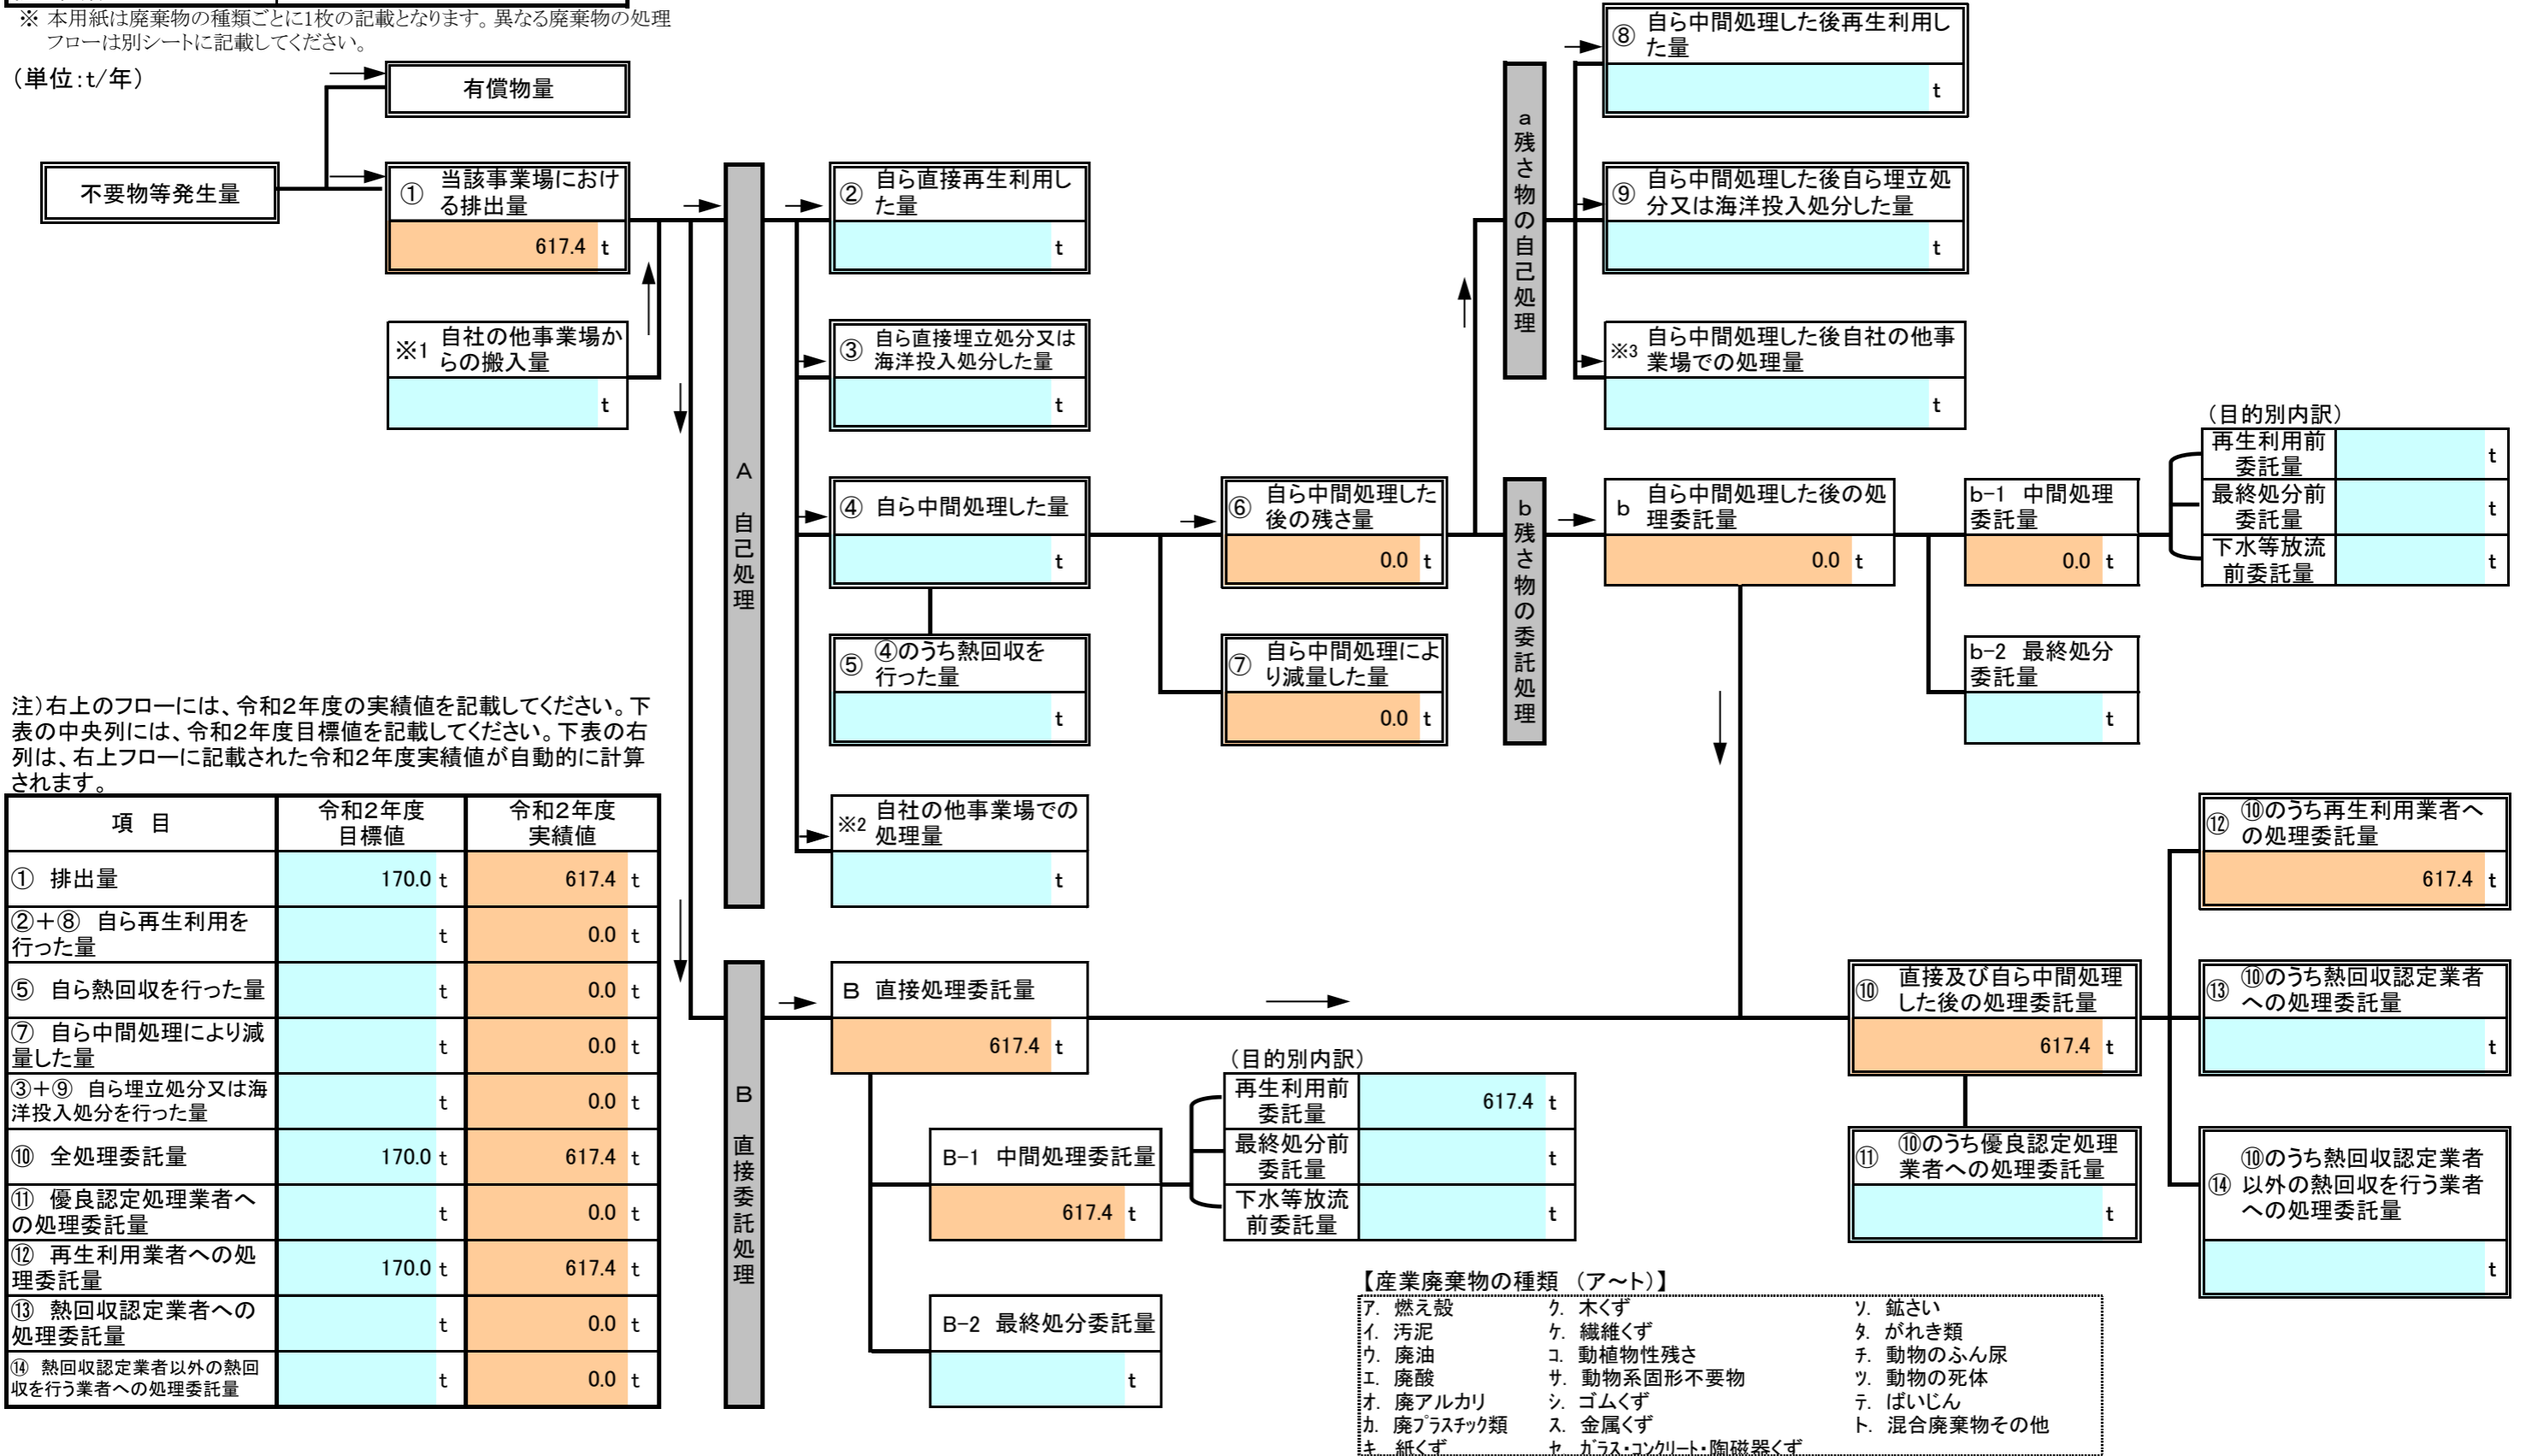 ※ 本用紙は廃棄物の種類ごとに1枚の記載となります。異なる廃棄物の処理
フローは別シートに記載してください。
(単位:t/年)
有償物量
不要物等発生量
① 当該事業場におけ
る排出量
617.4 t
※1 自社の他事業場か
らの搬入量
t
A 自己処理
② 自ら直接再生利用し
た量
t
③ 自ら直接埋立処分又は
海洋投入処分した量
t
④ 自ら中間処理した量
t
⑤ ④のうち熱回収を
行った量
t
※2 自社の他事業場での
処理量
t
⑥ 自ら中間処理した
後の残さ量
0.0 t
⑦ 自ら中間処理によ
り減量した量
0.0 t
a残さ物の自己処理
⑧ 自ら中間処理した後再生利用し
た量
t
⑨ 自ら中間処理した後自ら埋立処
分又は海洋投入処分した量
t
※3 自ら中間処理した後自社の他事
業場での処理量
t
b残さ物の委託処理
b 自ら中間処理した後の処
理委託量
0.0 t
b-1 中間処理
委託量
0.0 t
b-2 最終処分
委託量
t
(目的別内訳)
再生利用前
委託量
t
最終処分前
委託量
t
下水等放流
前委託量
t
注)右上のフローには、令和2年度の実績値を記載してください。下
表の中央列には、令和2年度目標値を記載してください。下表の右
列は、右上フローに記載された令和2年度実績値が自動的に計算
されます。
項 目
令和2年度
目標値
令和2年度
実績値
① 排出量 170.0 t 617.4 t
②+⑧ 自ら再生利用を
行った量
t 0.0 t
⑤ 自ら熱回収を行った量 t 0.0 t
⑦ 自ら中間処理により減
量した量
t 0.0 t
③+⑨ 自ら埋立処分又は海
洋投入処分を行った量
t 0.0 t
⑩ 全処理委託量 170.0 t 617.4 t
⑪ 優良認定処理業者へ
の処理委託量
t 0.0 t
⑫ 再生利用業者への処
理委託量
170.0 t 617.4 t
⑬ 熱回収認定業者への
処理委託量
t 0.0 t
⑭ 熱回収認定業者以外の熱回
収を行う業者への処理委託量
t 0.0 t
B 直接委託処理
B 直接処理委託量
617.4 t
B-1 中間処理委託量
617.4 t
B-2 最終処分委託量
t
(目的別内訳)
再生利用前
委託量
617.4 t
最終処分前
委託量
t
下水等放流
前委託量
t
⑩ 直接及び自ら中間処理
した後の処理委託量
617.4 t
⑪ ⑩のうち優良認定処理
業者への処理委託量
t
⑫ ⑩のうち再生利用業者へ
の処理委託量
617.4 t
⑬ ⑩のうち熱回収認定業者
への処理委託量
t
⑭ ⑩のうち熱回収認定業者
以外の熱回収を行う業者
への処理委託量
t
【産業廃棄物の種類 (ア~ト)】
ア. 燃え殻 ク. 木くず ソ. 鉱さい
イ. 汚泥 ケ. 繊維くず タ. がれき類
ウ. 廃油 コ. 動植物性残さ チ. 動物のふん尿
エ. 廃酸 サ. 動物系固形不要物 ツ. 動物の死体
オ. 廃アルカリ シ. ゴムくず テ. ばいじん
カ. 廃プラスチック類 ス. 金属くず ト. 混合廃棄物その他
キ 紙くず セ ガラス・コンクリート・陶磁器くず